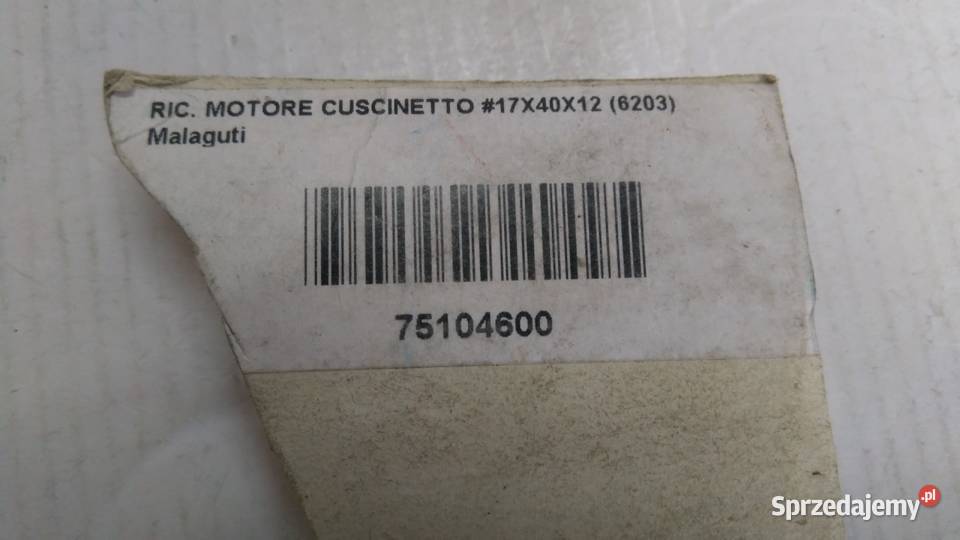 RIC. MOTORE CUSCINETTO #17X40X12 (6203)
Malaguti
75104600
Sprzedajemy.pl